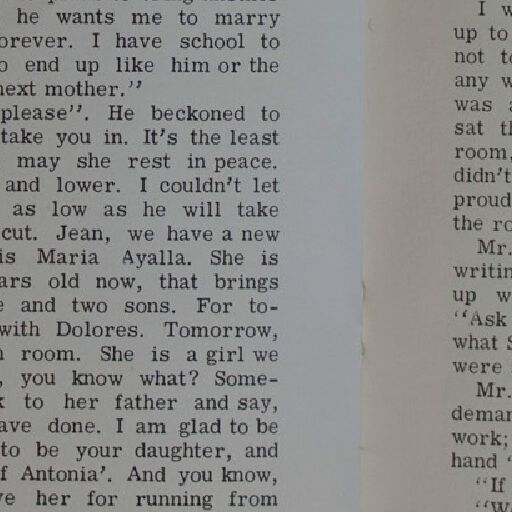 he wants me to marry
orever. I have school to
o end up like him or the
next mother.”
please”. He beckoned to
take you in. It's the least
may she rest in peace.
and lower. I couldn't let
as low as he will take
cut. Jean, we have a new
is Maria Ayalla. She is
ars old now, that brings
e and two sons. For to-
with Dolores. Tomorrow,
room. She is a girl we
, you know what? Some-
to her father and say,
ave done. I am glad to be
to be your daughter, and
f Antonia'. And you know,
ve her for running from
I w
up to
not to
any w
was a
sat th
room,
didn't
proud
the ro
Mr.
writin
up w
“Ask
what S
were
Mr.
deman
work;
hand “
“If
“W